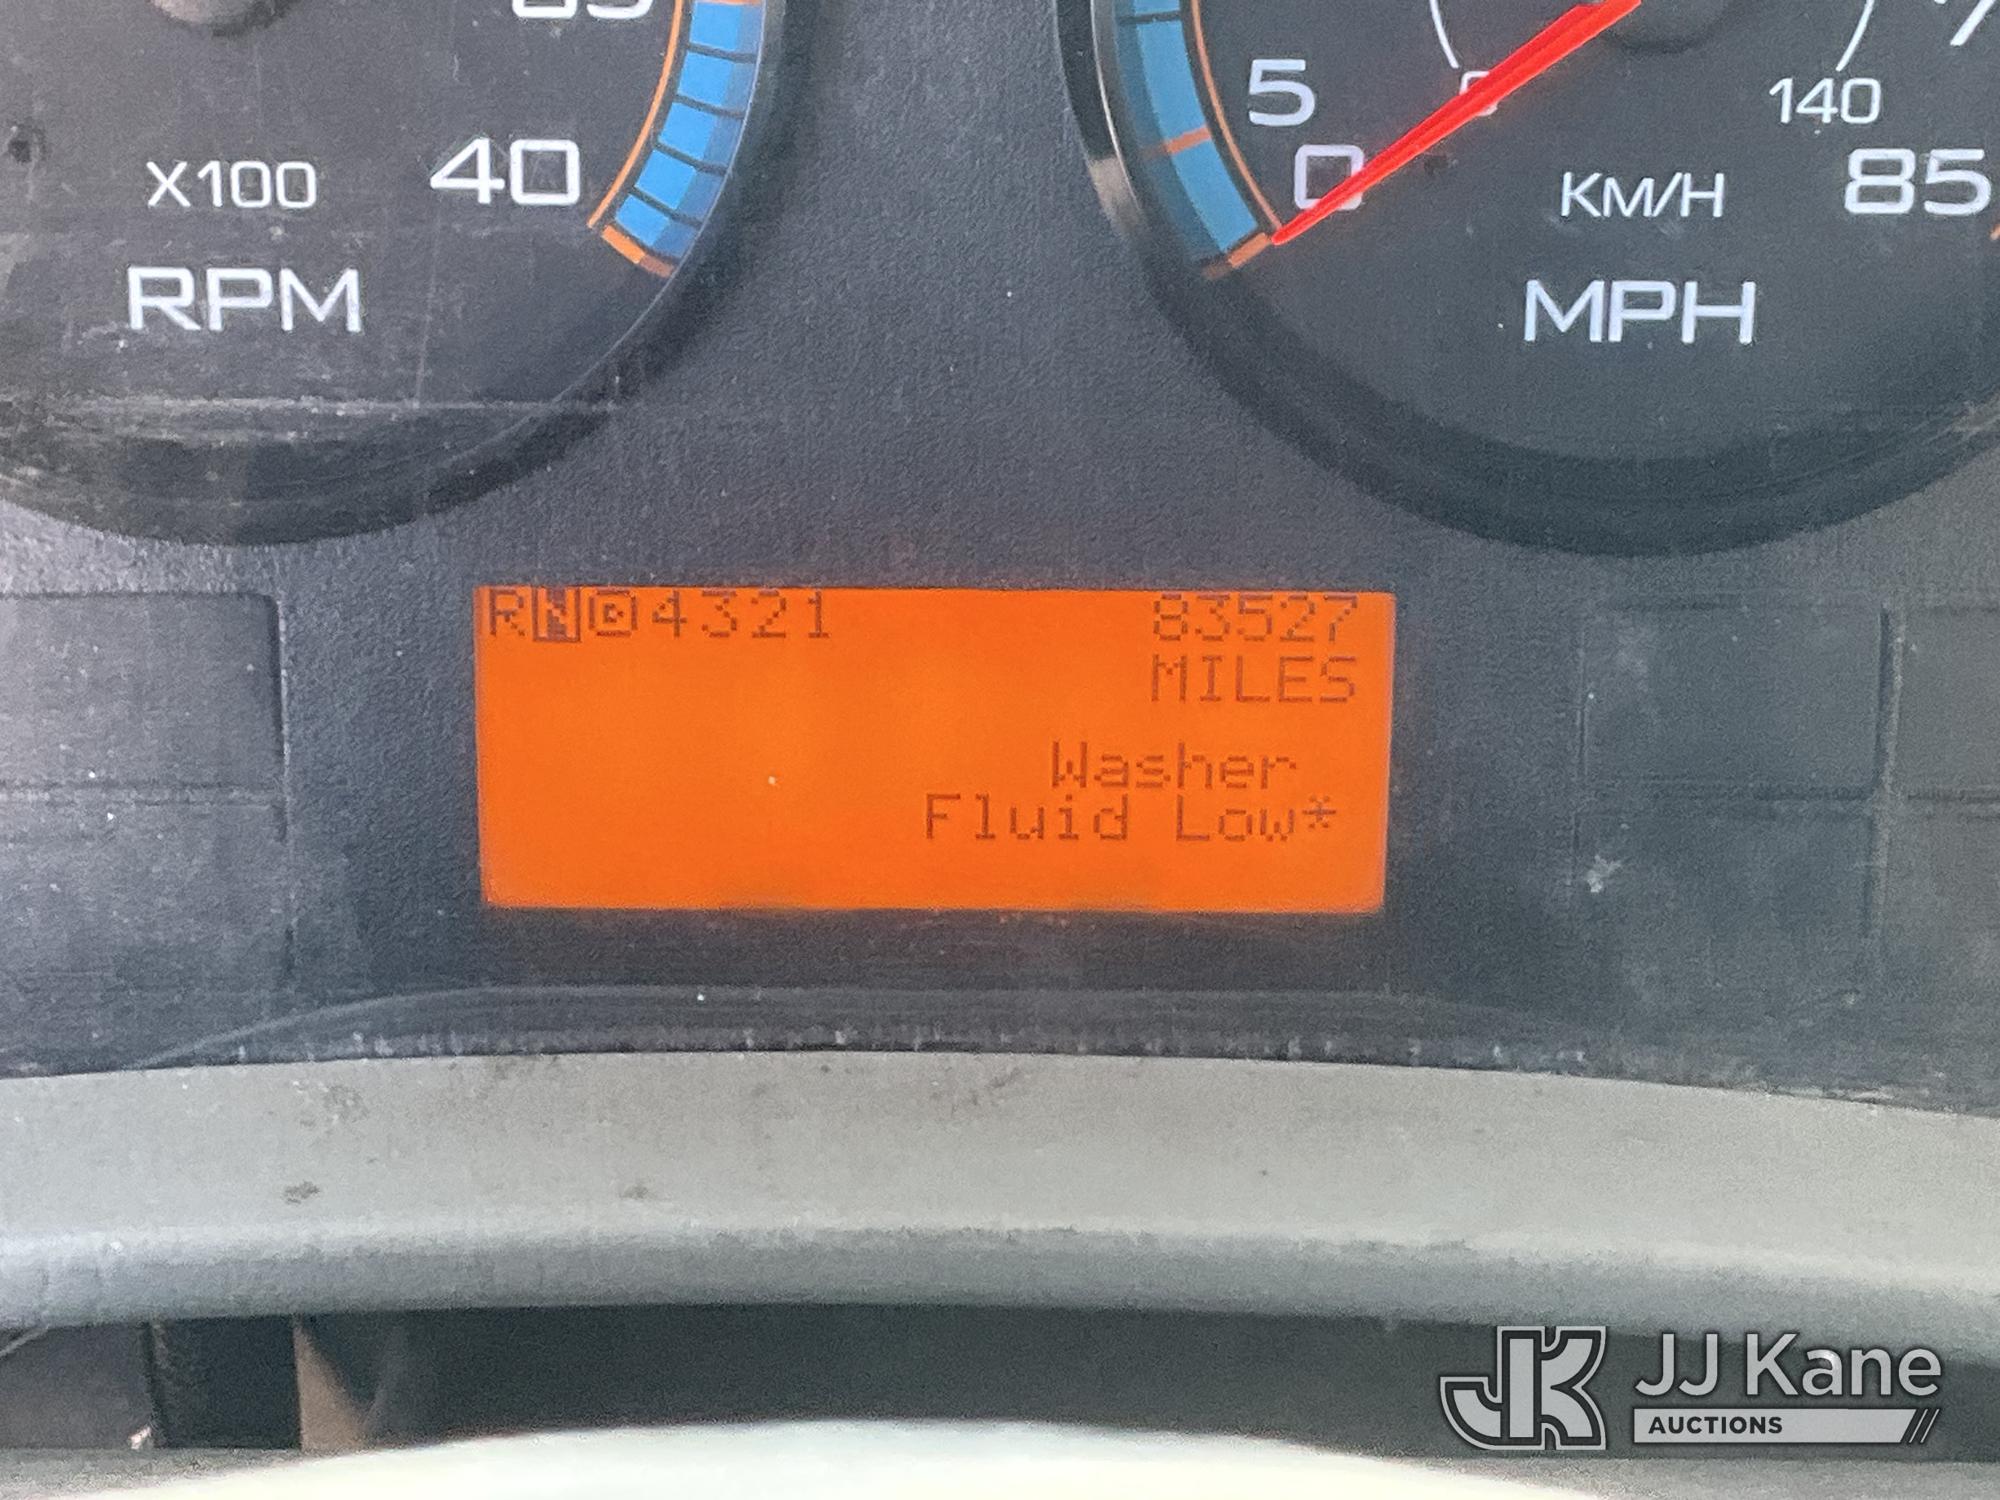 5
0
140
X100
40
KM/H
85
RPM
MPH
RN D 4321 83527
MILES
Washer
Fluid Low*
JK JJ Kane
AUCTIONS